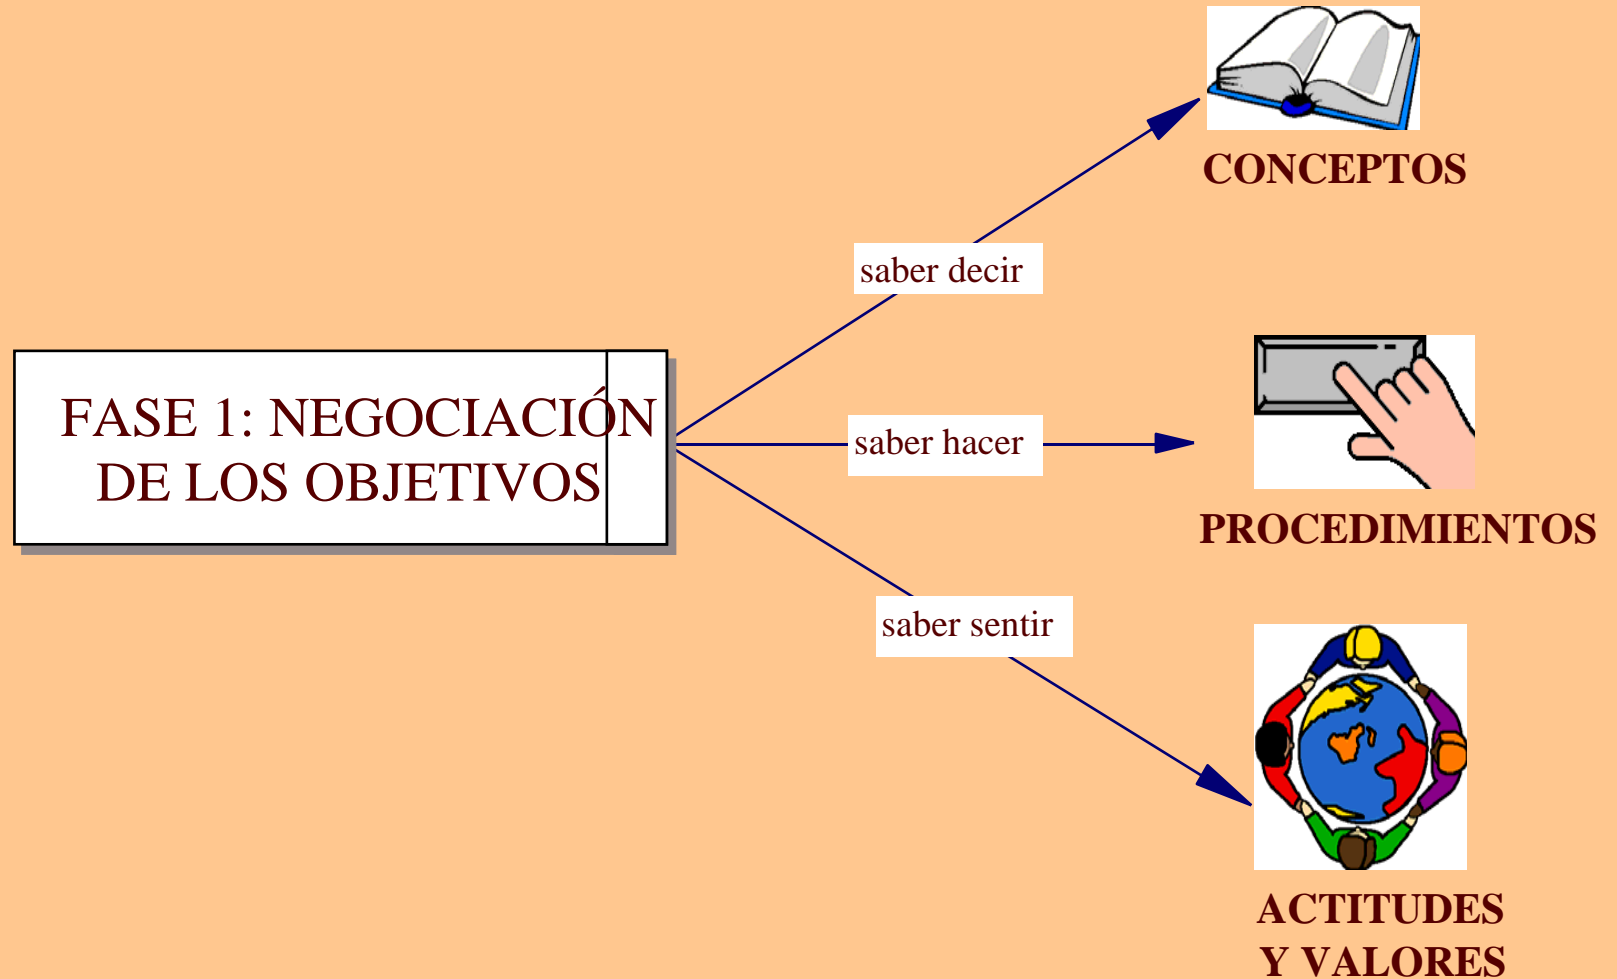 CONCEPTOS
saber decir
FASE 1: NEGOCIACIÓN
DE LOS OBJETIVOS
saber hacer
PROCEDIMIENTOS
saber sentir
ACTITUDES
Y VALORES